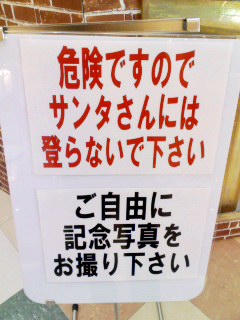 危険ですので
サンタさんには
登らないで下さい
ご自由に
記念写真を
お撮り下さい